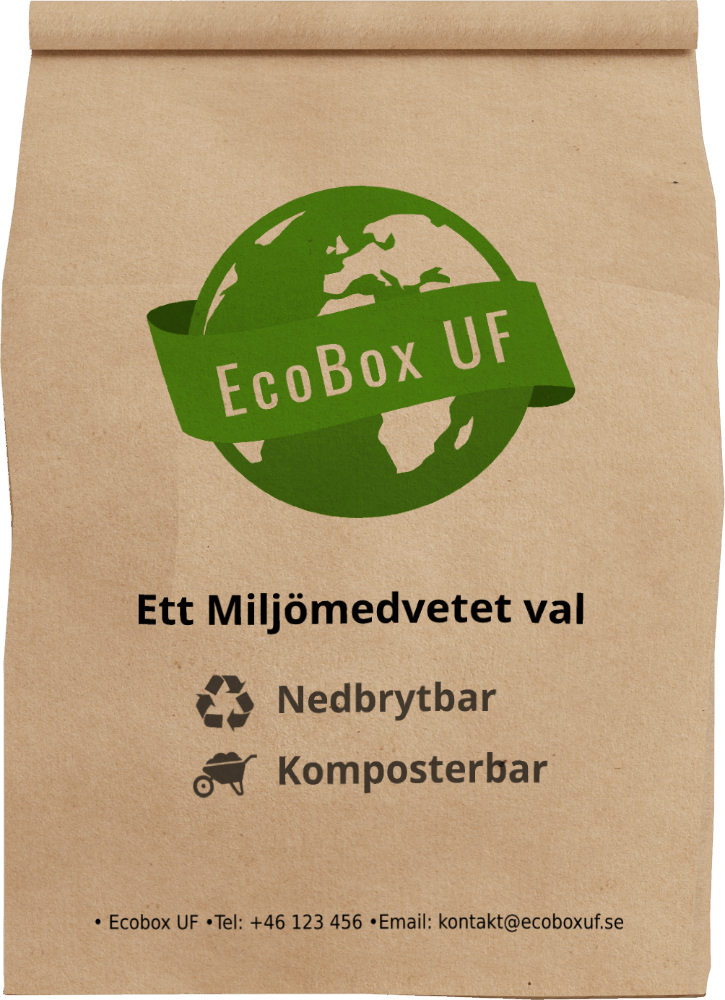 EcoBox UF
Ett Miljömedvetet val
Nedbrytbar
Komposterbar
• Ecobox UF •Tel: +46 123 456 •Email: kontakt@ecoboxuf.se